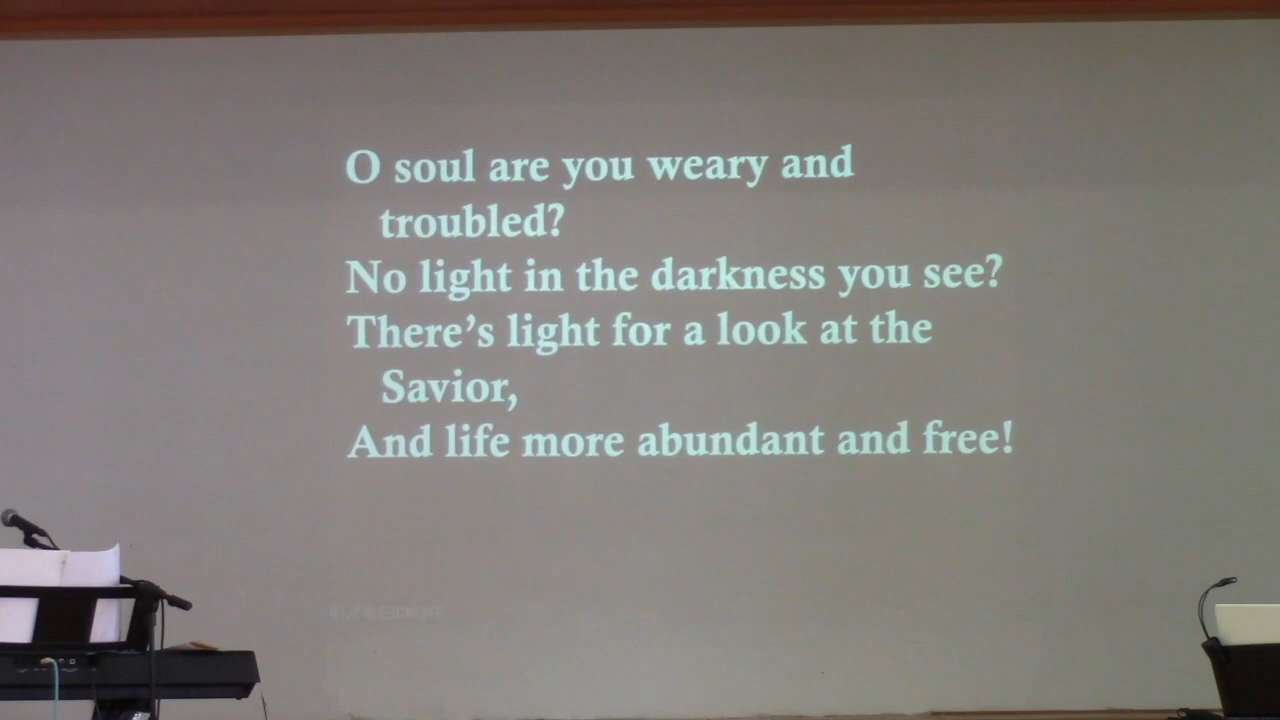 O soul are you weary and
troubled?
No light in the darkness you see?
There's light for a look at the
Savior,
And life more abundant and free!